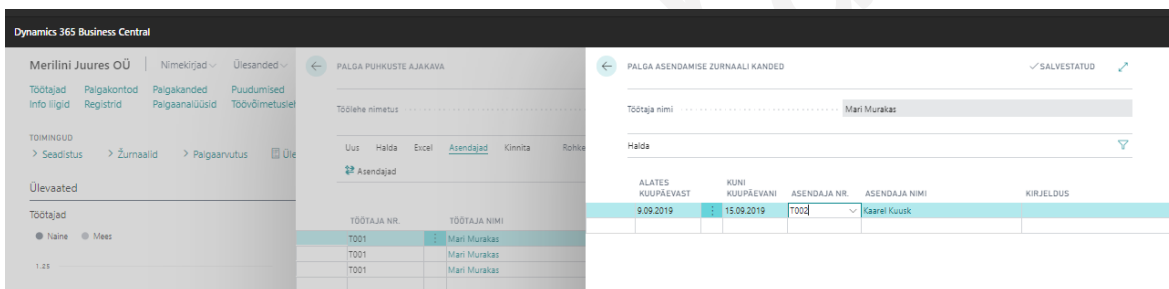 Dynamics 365 Business Central
Merilini Juures OÜ Nimekirjad Ülesanded
Töötajad Palgakontod Palgakanded Puudumised
Info liigid Registrid Palgaanalüüsid Töövõimetusleh
TOIMINGUD
> Seadistus > Žurnaalid > Palgaarvutus Üle
Ülevaated
Töötajad
Naine Mees
1.25
PALGA PUHKUSTE AJAKAVA
Töölehe nimetus
Uus Halda Excel Asendajad Kinnita Rohke
Asendajad
TÖÖTAJA NR. TÖÖTAJA NIMI
T001 Mari Murakas
T001 Mari Murakas
T001 Mari Murakas
PALGA ASENDAMISE ZURNAALI KANDED SALVESTATUD
Töötaja nimi Mari Murakas
Halda
ALATES KUUPÄEVAST KUNI KUUPÄEVANI ASENDAJA NR. ASENDAJA NIMI KIRJELDUS
9.09.2019 15.09.2019 T002 Kaarel Kuusk